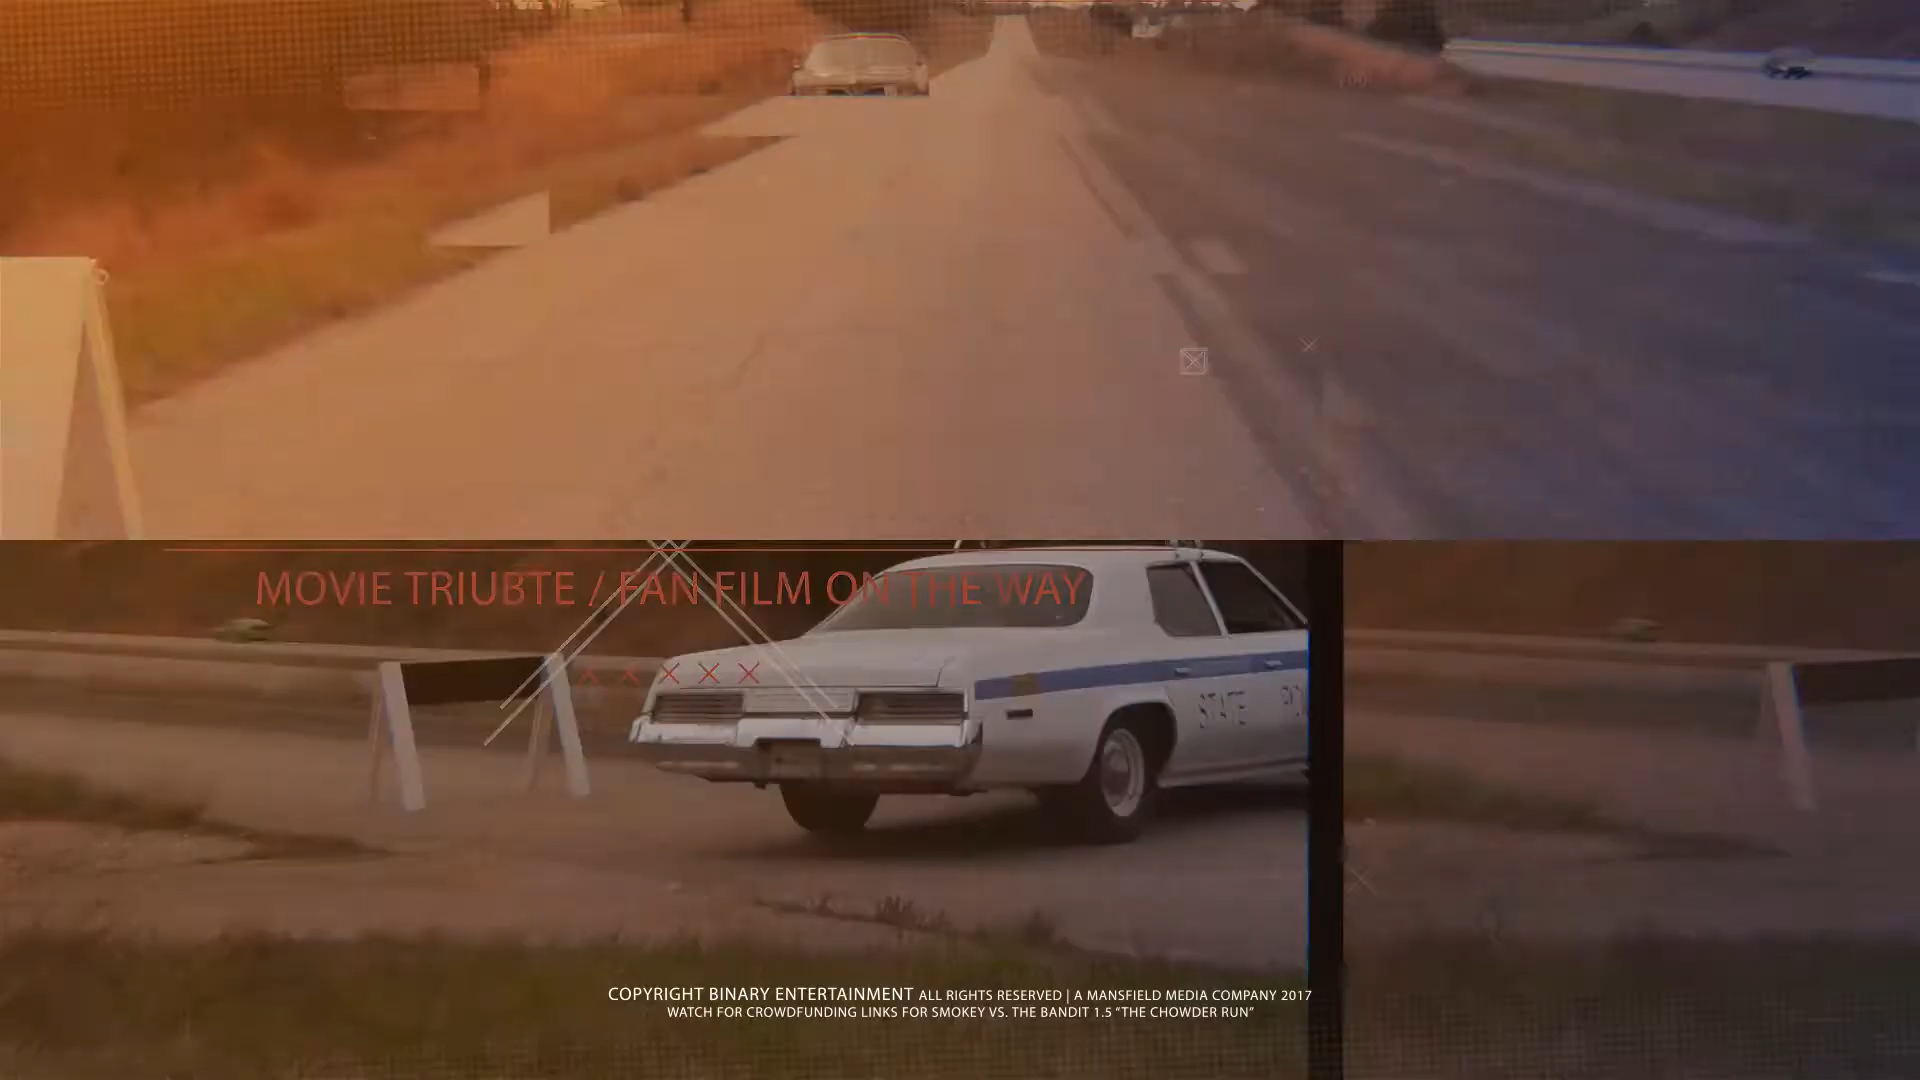 MOVIE TRIUBTE / FAN FILM ON THE WAY
STATE
COPYRIGHT BINARY ENTERTAINMENT ALL RIGHTS RESERVED | A MANSFIELD MEDIA COMPANY 2017
WATCH FOR CROWDFUNDING LINKS FOR SMOKEY VS. THE BANDIT 1.5 “THE CHOWDER RUN”